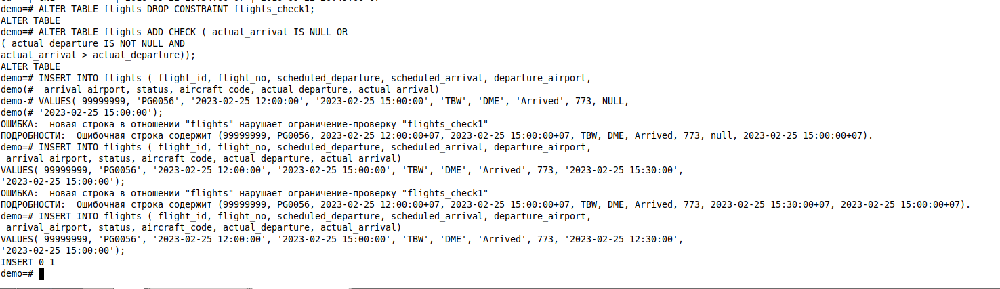 demo=# ALTER TABLE flights DROP CONSTRAINT flights_check1;
ALTER TABLE
demo=# ALTER TABLE flights ADD CHECK ( actual_arrival IS NULL OR
( actual_departure IS NOT NULL AND
actual_arrival > actual_departure));
ALTER TABLE
demo=# INSERT INTO flights ( flight_id, flight_no, scheduled_departure, scheduled_arrival, departure_airport,
demo(#  arrival_airport, status, aircraft_code, actual_departure, actual_arrival)
demo-# VALUES( 99999999, 'PG0056', '2023-02-25 12:00:00', '2023-02-25 15:00:00', 'TBW', 'DME', 'Arrived', 773, NULL,
demo(# '2023-02-25 15:00:00');
ОШИБКА:  новая строка в отношении "flights" нарушает ограничение-проверку "flights_check1"
ПОДРОБНОСТИ:  Ошибочная строка содержит (99999999, PG0056, 2023-02-25 12:00:00+07, 2023-02-25 15:00:00+07, TBW, DME, Arrived, 773, null, 2023-02-25 15:00:00+07).
demo=# INSERT INTO flights ( flight_id, flight_no, scheduled_departure, scheduled_arrival, departure_airport,
 arrival_airport, status, aircraft_code, actual_departure, actual_arrival)
VALUES( 99999999, 'PG0056', '2023-02-25 12:00:00', '2023-02-25 15:00:00', 'TBW', 'DME', 'Arrived', 773, '2023-02-25 15:30:00',
'2023-02-25 15:00:00');
ОШИБКА:  новая строка в отношении "flights" нарушает ограничение-проверку "flights_check1"
ПОДРОБНОСТИ:  Ошибочная строка содержит (99999999, PG0056, 2023-02-25 12:00:00+07, 2023-02-25 15:00:00+07, TBW, DME, Arrived, 773, 2023-02-25 15:30:00+07, 2023-02-25 15:00:00+07).
demo=# INSERT INTO flights ( flight_id, flight_no, scheduled_departure, scheduled_arrival, departure_airport,
 arrival_airport, status, aircraft_code, actual_departure, actual_arrival)
VALUES( 99999999, 'PG0056', '2023-02-25 12:00:00', '2023-02-25 15:00:00', 'TBW', 'DME', 'Arrived', 773, '2023-02-25 12:30:00',
'2023-02-25 15:00:00');
INSERT 0 1
demo=#